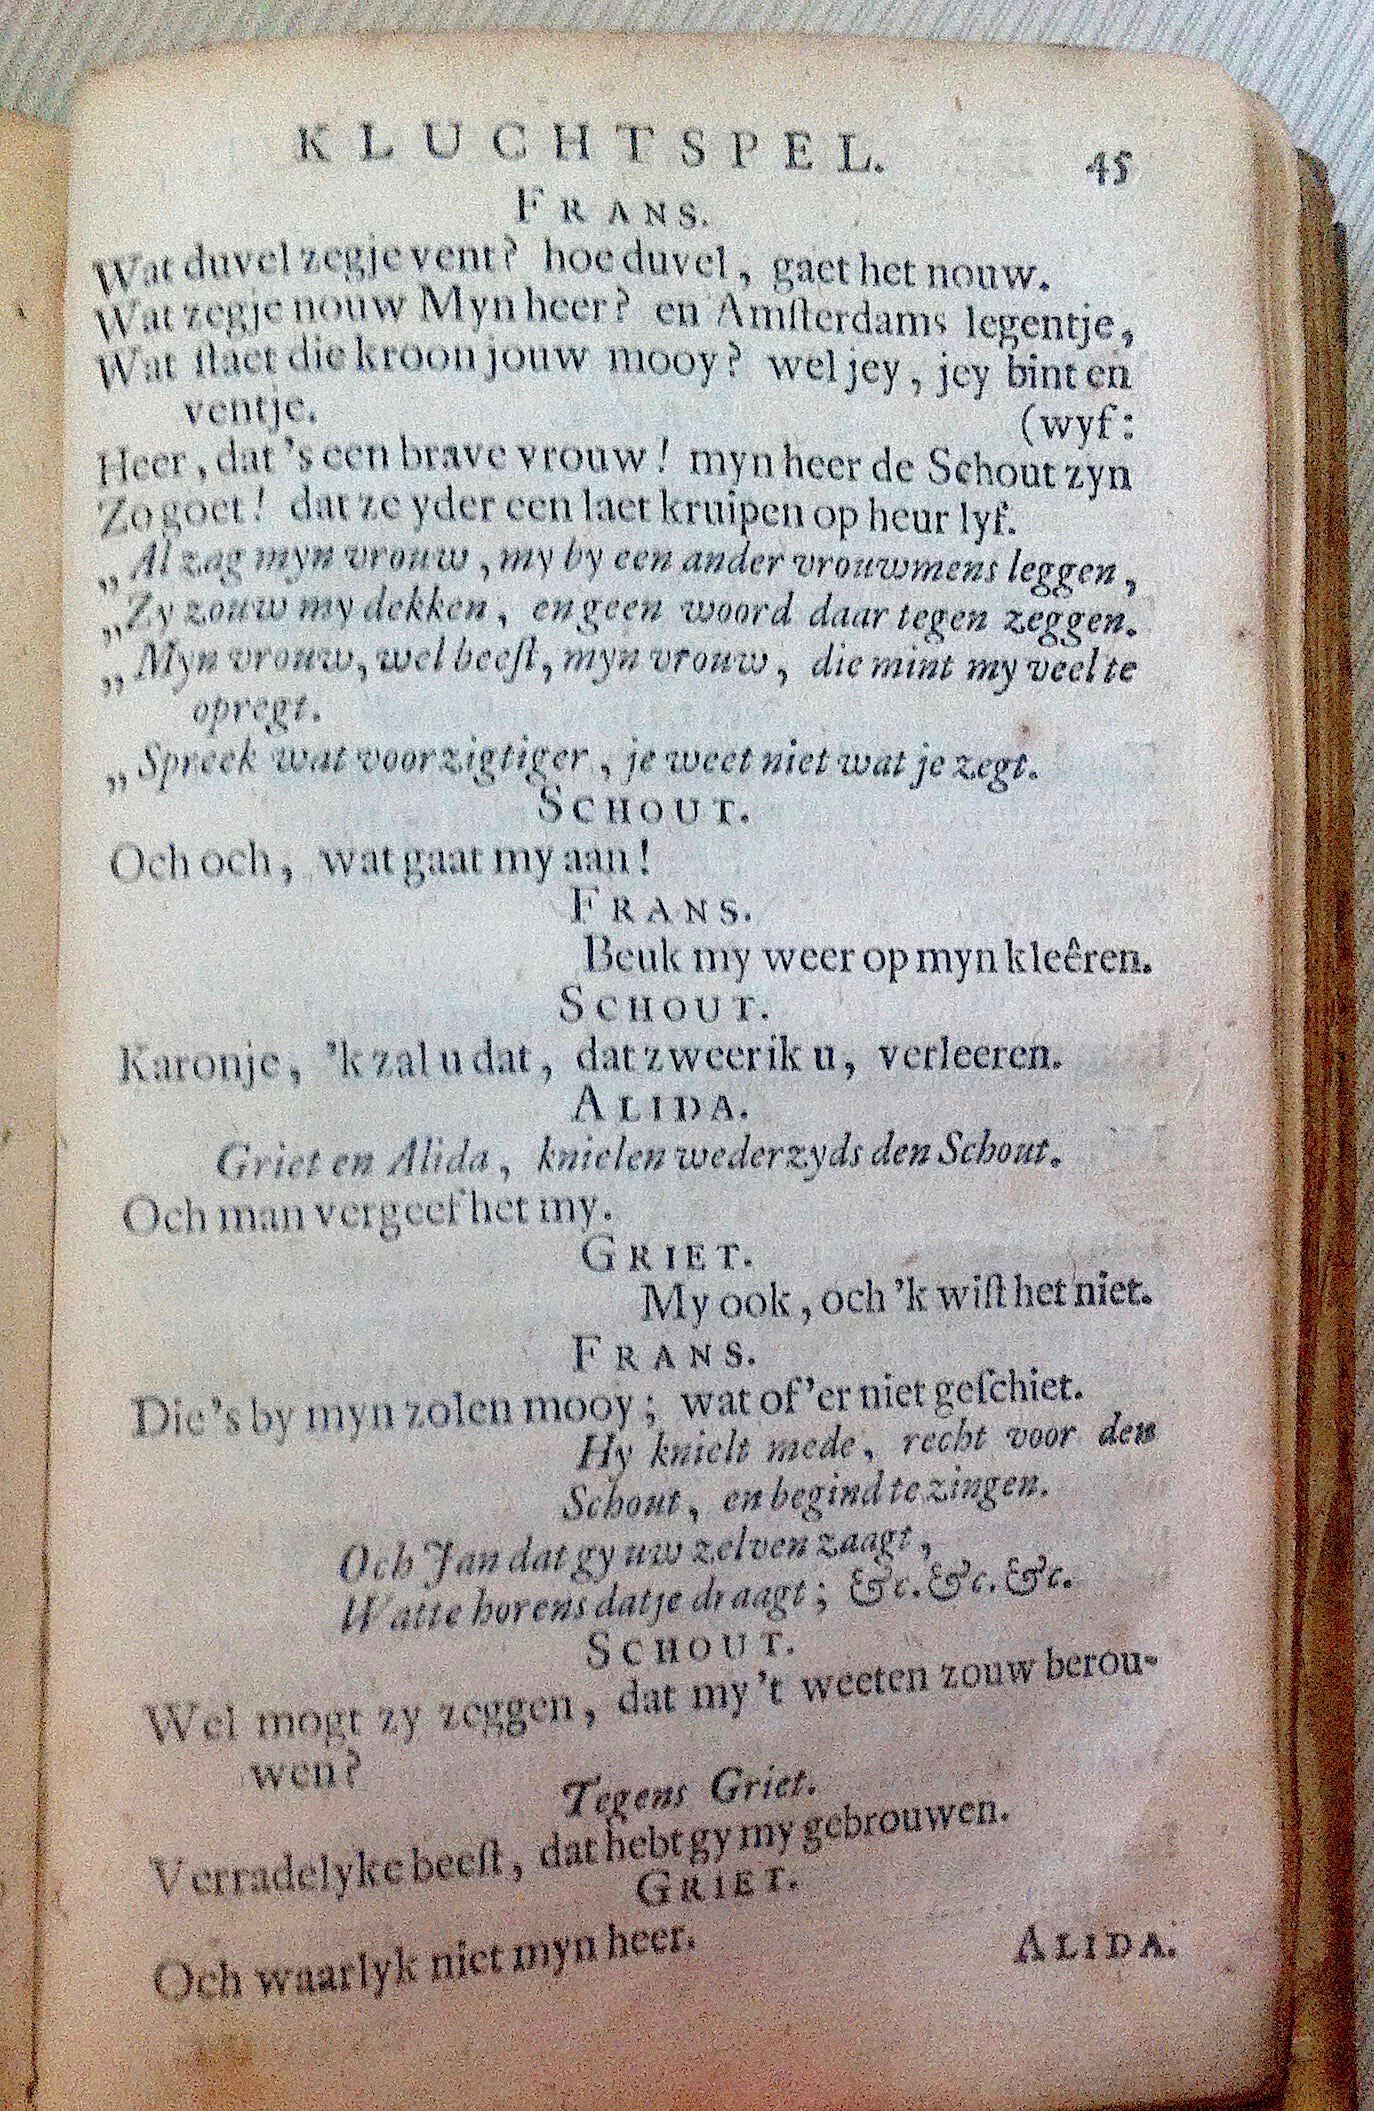 KLUCHTSPEL. 45
FRANS.
Wat duvel zegje vent? hoe duvel, gaet het nouw.
Wat zegje nouw Myn heer? en Amſterdams legentje,
Wat ſtaet die kroon jouw mooy? wel jey, jey bint en
ventje. (wyf:
Heer, dat 's een brave vrouw! myn heer de Schout zyn
Zo goet! dat ze yder een laet kruipen op heur lyf.
„Al zag myn vrouw, my by een ander vrouwmens leggen,
„Zy zouw my dekken, en geen woord daar tegen zeggen.
„Myn vrouw, wel beeſt, myn vrouw, die mint my veel te
opregt.
„Spreek wat voorzigtiger, je weet niet wat je zegt.
SCHOUT.
Och och, wat gaat my aan!
FRANS.
Beuk my weer op myn kleêren.
SCHOUT.
Karonje, 'k zal u dat, dat zweer ik u, verleeren.
ALIDA.
Griet en Alida, knielen wederzyds den Schout.
Och man vergeef het my.
GRIET.
My ook, och 'k wiſt het niet.
FRANS.
Die's by myn zolen mooy; wat of 'er niet geſchiet.
Hy knielt mede, recht voor den
Schout, en begind te zingen.
Och Jan dat gy uw zelven zaagt,
Watte horens datje draagt; &c. &c. &c.
SCHOUT.
Wel mogt zy zeggen, dat my 't weeten zouw berou-
wen?
Tegens Griet.
Verradelyke beeſt, dat hebt gy my gebrouwen.
GRIET.
Och waarlyk niet myn heer.
ALIDA.